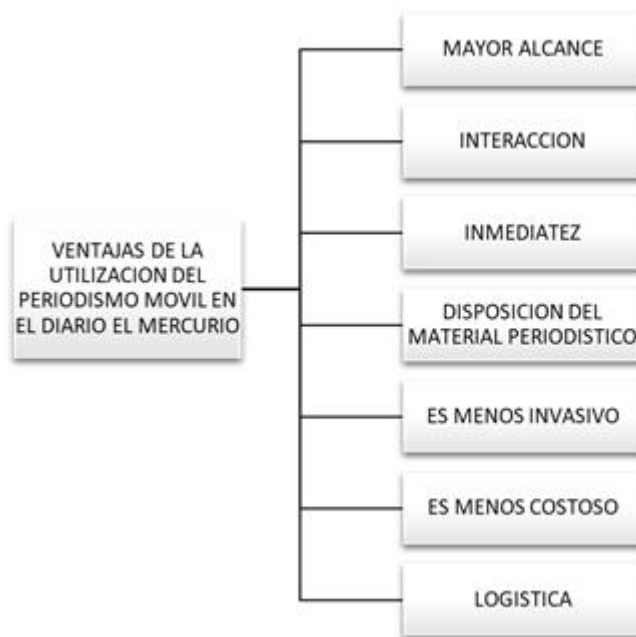 VENTAJAS DE LA
UTILIZACION DEL
PERIODISMO MOVIL EN
EL DIARIO EL MERCURIO
MAYOR ALCANCE
INTERACCION
INMEDIATEZ
DISPOSICION DEL
MATERIAL PERIODISTICO
ES MENOS INVASIVO
ES MENOS COSTOSO
LOGISTICA